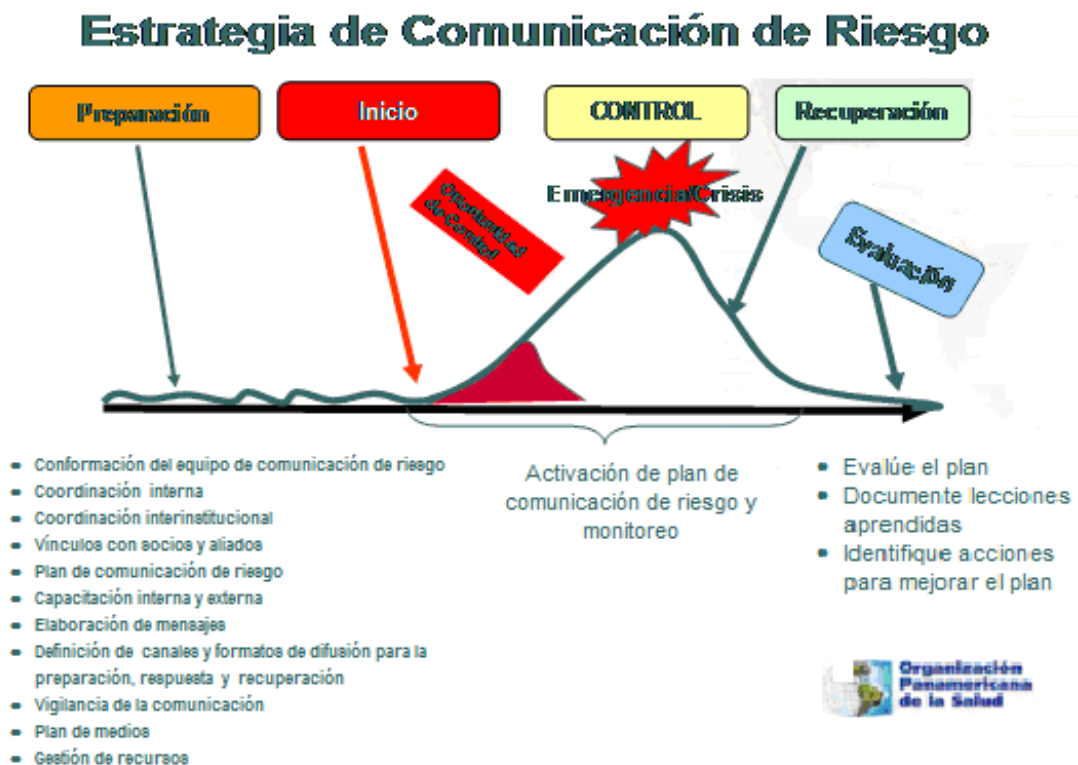 Estrategia de Comunicación de Riesgo
Preparación
Inicio
CONTROL
Recuperación
Oportunidad
de Control
Emergencia/Crisis
Evaluación
Conformación del equipo de comunicación de riesgo
Coordinación interna
Coordinación interinstitucional
Vínculos con socios y aliados
Plan de comunicación de riesgo
Capacitación interna y externa
Elaboración de mensajes
Definición de canales y formatos de difusión para la
preparación, respuesta y recuperación
Vigilancia de la comunicación
Plan de medios
Gestión de recursos
Activación de plan de
comunicación de riesgo y
monitoreo
Evalúe el plan
Documente lecciones
aprendidas
Identifique acciones
para mejorar el plan
Organización
Panamericana
de la Salud